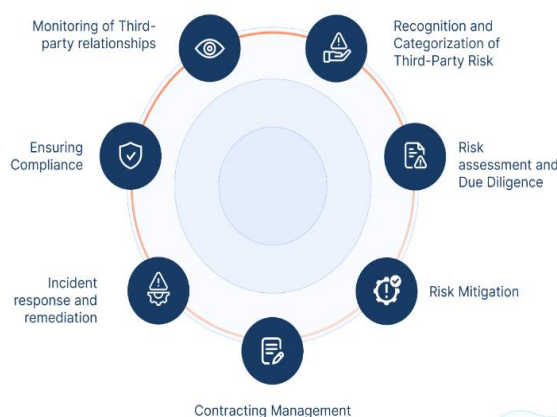 Monitoring of Third-
party relationships
Recognition and
Categorization of
Third-Party Risk
Ensuring
Compliance
Risk
assessment and
Due Diligence
Incident
response and
remediation
Risk Mitigation
Contracting Management